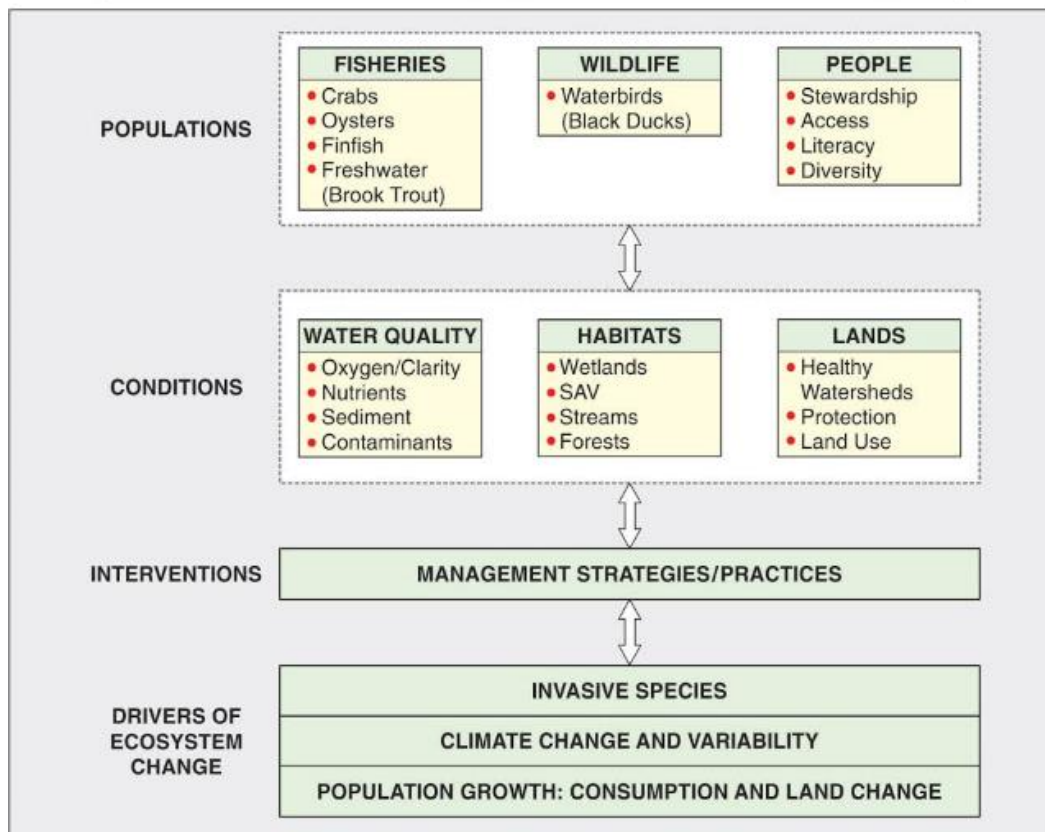 POPULATIONS
FISHERIES
Crabs
Oysters
Finfish
Freshwater
(Brook Trout)
WILDLIFE
Waterbirds
(Black Ducks)
PEOPLE
Stewardship
Access
Literacy
Diversity
CONDITIONS
WATER QUALITY
Oxygen/Clarity
Nutrients
Sediment
Contaminants
HABITATS
Wetlands
SAV
Streams
Forests
LANDS
Healthy
Watersheds
Protection
Land Use
INTERVENTIONS
MANAGEMENT STRATEGIES/PRACTICES
DRIVERS OF
ECOSYSTEM
CHANGE
INVASIVE SPECIES
CLIMATE CHANGE AND VARIABILITY
POPULATION GROWTH: CONSUMPTION AND LAND CHANGE